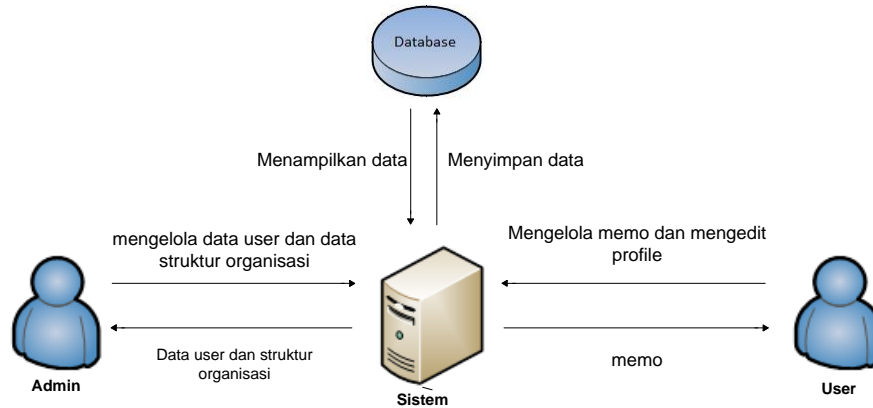 Database
Menampilkan data
Menyimpan data
mengelola data user dan data
struktur organisasi
Mengelola memo dan mengedit
profile
Data user dan struktur
organisasi
memo
Admin
Sistem
User